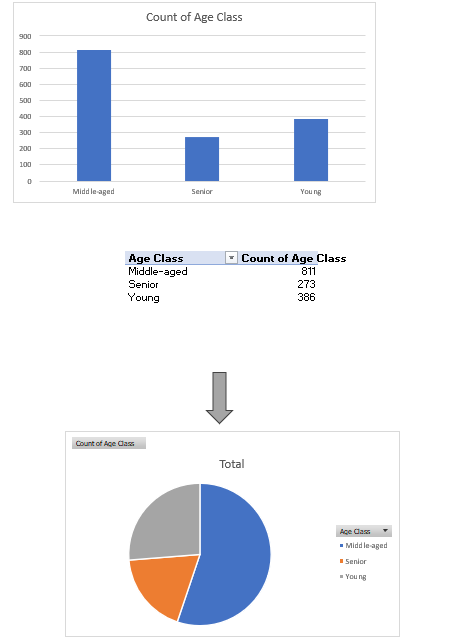 Count of Age Class
900
800
700
600
500
400
300
200
100
0
Middle-aged Senior Young
Age Class Count of Age Class
Middle-aged 811
Senior 273
Young 386
Count of Age Class
Total
Age Class
Middle-aged
Senior
Young